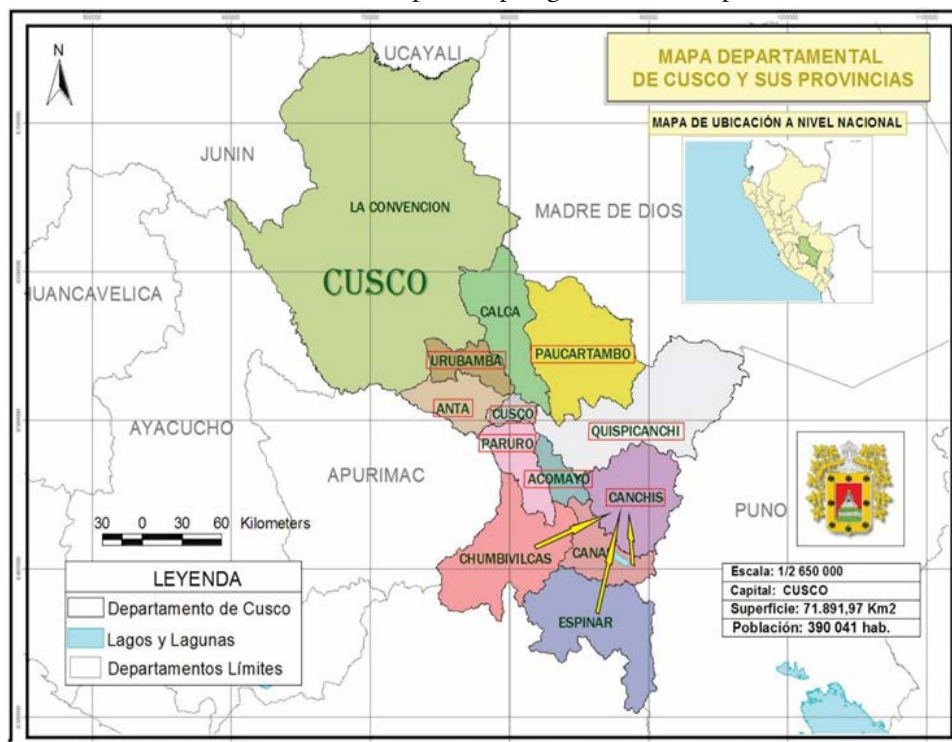 MAPA DEPARTAMENTAL
DE CUSCO Y SUS PROVINCIAS
MAPA DE UBICACIÓN A NIVEL NACIONAL
N
UCAYALI
JUNIN
LA CONVENCION
MADRE DE DIOS
CUSCO
HUANCAVELICA
CALCA
URUBAMBA
PAUCARTAMBO
ANTA
CUSCO
AYACUCHO
QUISPICANCHI
PARURO
APURIMAC
ACOMAYO
CANCHIS
PUNO
30 0 30 60 Kilometers
CHUMBIVILCAS
CANA
ESPINAR
LEYENDA
Departamento de Cusco
Lagos y Lagunas
Departamentos Límites
Escala: 1/2 650 000
Capital: CUSCO
Superficie: 71.891,97 Km2
Población: 390 041 hab.